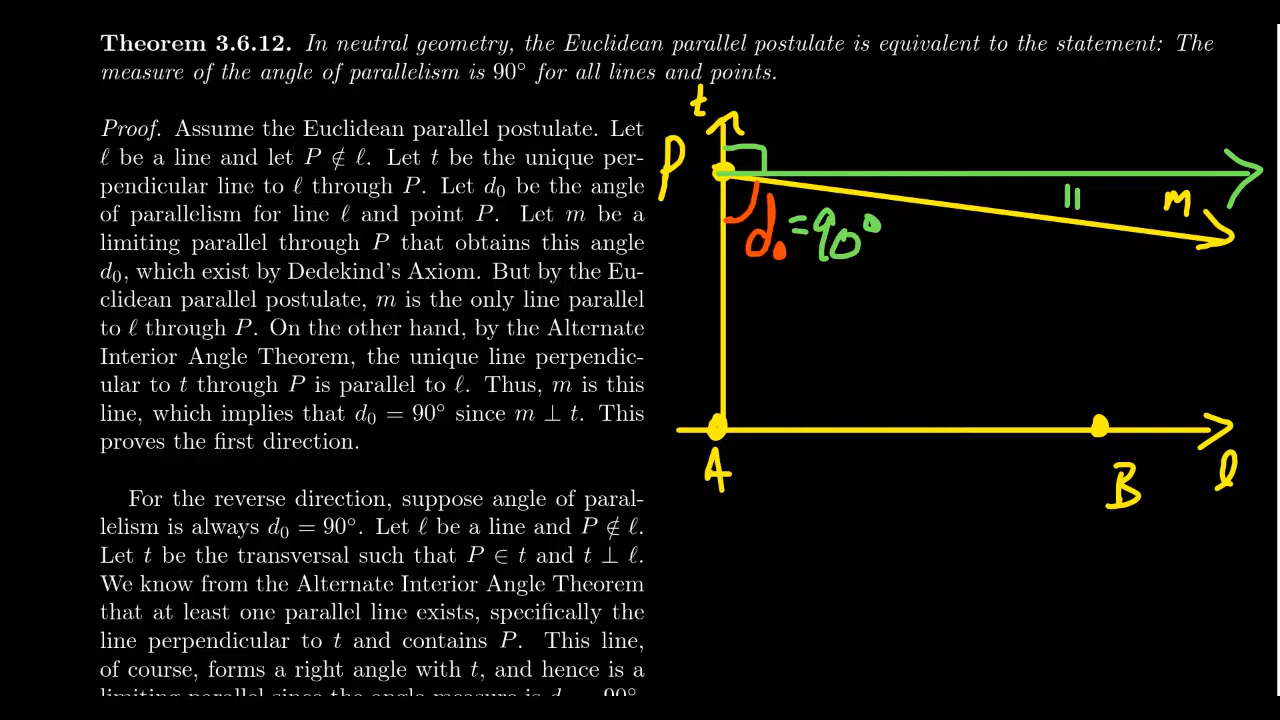 Theorem 3.6.12. In neutral geometry, the Euclidean parallel postulate is equivalent to the statement: The
measure of the angle of parallelism is 90° for all lines and points.
Proof. Assume the Euclidean parallel postulate. Let
ℓ be a line and let P ∉ ℓ. Let t be the unique per-
pendicular line to ℓ through P. Let d₀ be the angle
of parallelism for line ℓ and point P. Let m be a
limiting parallel through P that obtains this angle
d₀, which exist by Dedekind's Axiom. But by the Eu-
clidean parallel postulate, m is the only line parallel
to ℓ through P. On the other hand, by the Alternate
Interior Angle Theorem, the unique line perpendic-
ular to t through P is parallel to ℓ. Thus, m is this
line, which implies that d₀ = 90° since m ⊥ t. This
proves the first direction.
For the reverse direction, suppose angle of paral-
lelism is always d₀ = 90°. Let ℓ be a line and P ∉ ℓ.
Let t be the transversal such that P ∈ t and t ⊥ ℓ.
We know from the Alternate Interior Angle Theorem
that at least one parallel line exists, specifically the
line perpendicular to t and contains P. This line,
of course, forms a right angle with t, and hence is a
limiting parallel since the angle measure is d₀ = 90°
t
P
m
d₀ = 90°
A
B
ℓ